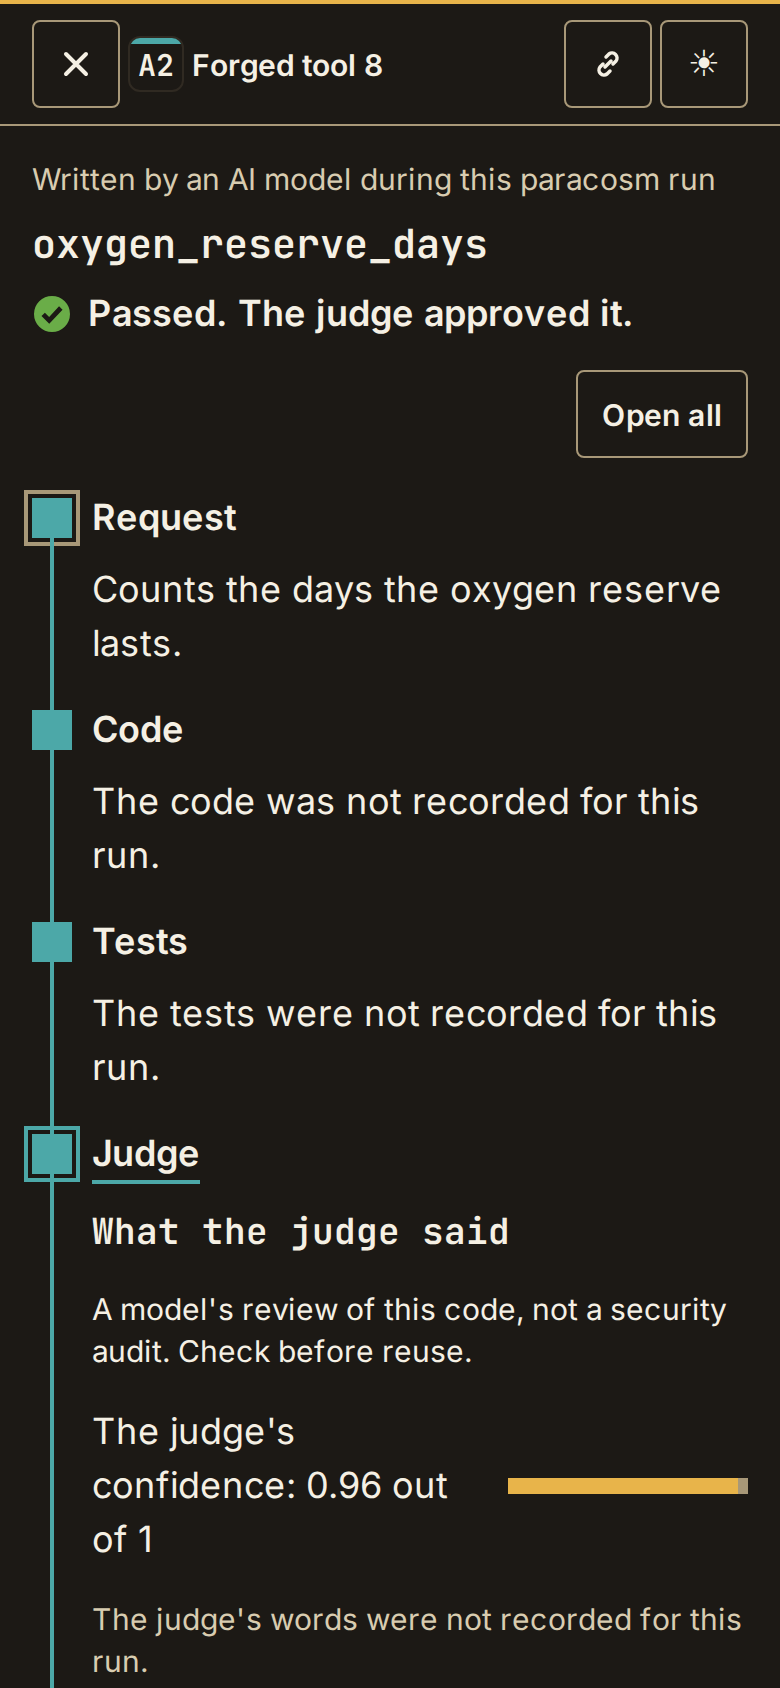 A2 Forged tool 8
Written by an AI model during this paracosm run
oxygen_reserve_days
Passed. The judge approved it.
Open all
Request
Counts the days the oxygen reserve
lasts.
Code
The code was not recorded for this
run.
Tests
The tests were not recorded for this
run.
Judge
What the judge said
A model's review of this code, not a security
audit. Check before reuse.
The judge's
confidence: 0.96 out
of 1
The judge's words were not recorded for this
run.